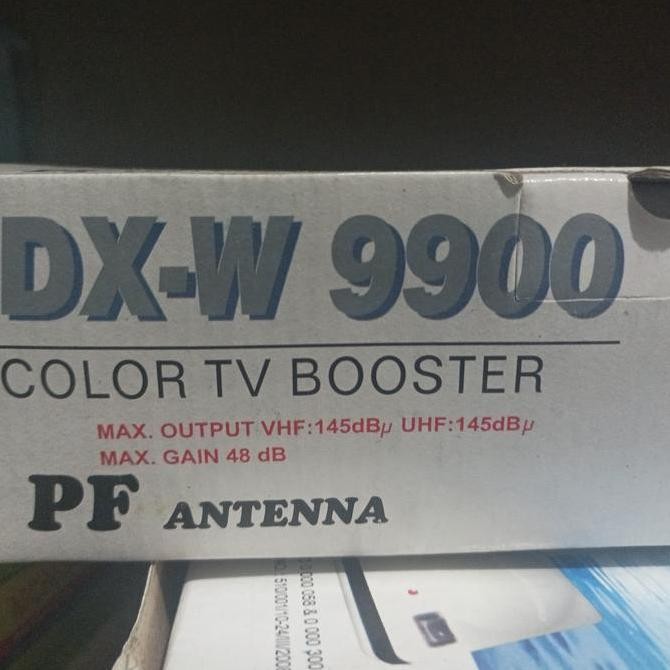 DX-W 9900
COLOR TV BOOSTER
MAX. OUTPUT VHF:145dBµ UHF:145dBµ
MAX. GAIN 48 dB
PF ANTENNA